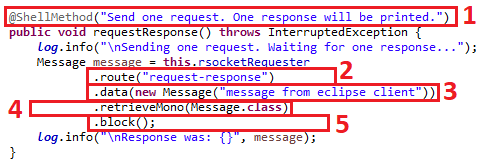 @ShellMethod("Send one request. One response will be printed.") 1
public void requestResponse() throws InterruptedException {
log.info("\nSending one request. Waiting for one response...");
Message message = this.rsocketRequester
.route("request-response") 2
.data(new Message("message from eclipse client")) 3
4 .retrieveMono(Message.class)
.block(); 5
log.info("\nResponse was: {}", message);
}